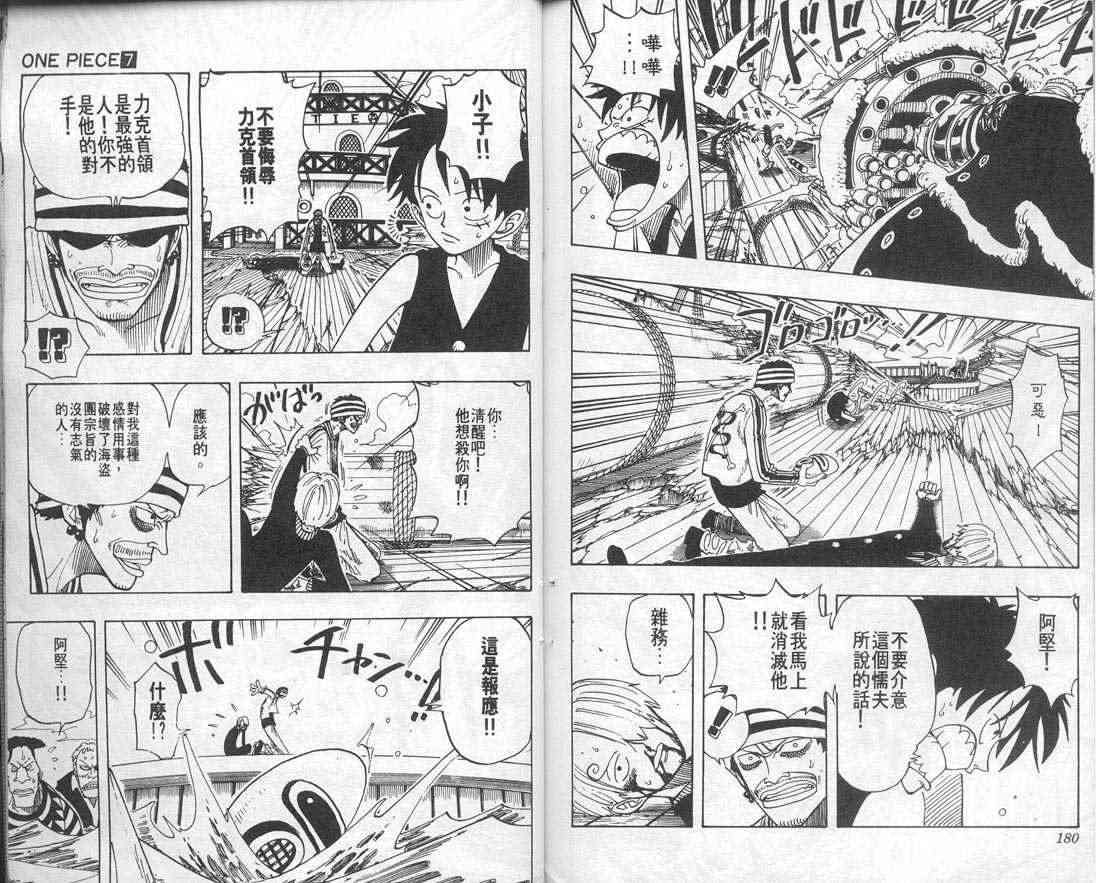 ドドドドド
嘩嘩
…!!
!!
ゴロゴロッ…!!
可惡！
阿堅！
不要介意
這個懦夫
所說的話！
看我馬上
就消滅他
!!
!!
雜務…
180
ONE PIECE 7
小子!!
不要侮辱
力克首領!!
TIE
!?
力克首領
是最強的
人！你不
是他的對
手！
!?
你…
清醒吧！
他想殺你啊!!
がばっ
應該的。
對我這種
感情用事，
破壞了海盜
團宗旨的
沒有志氣
的人…
這是報應!!
チャン…!!
ボ
什麼!?
阿堅…!!